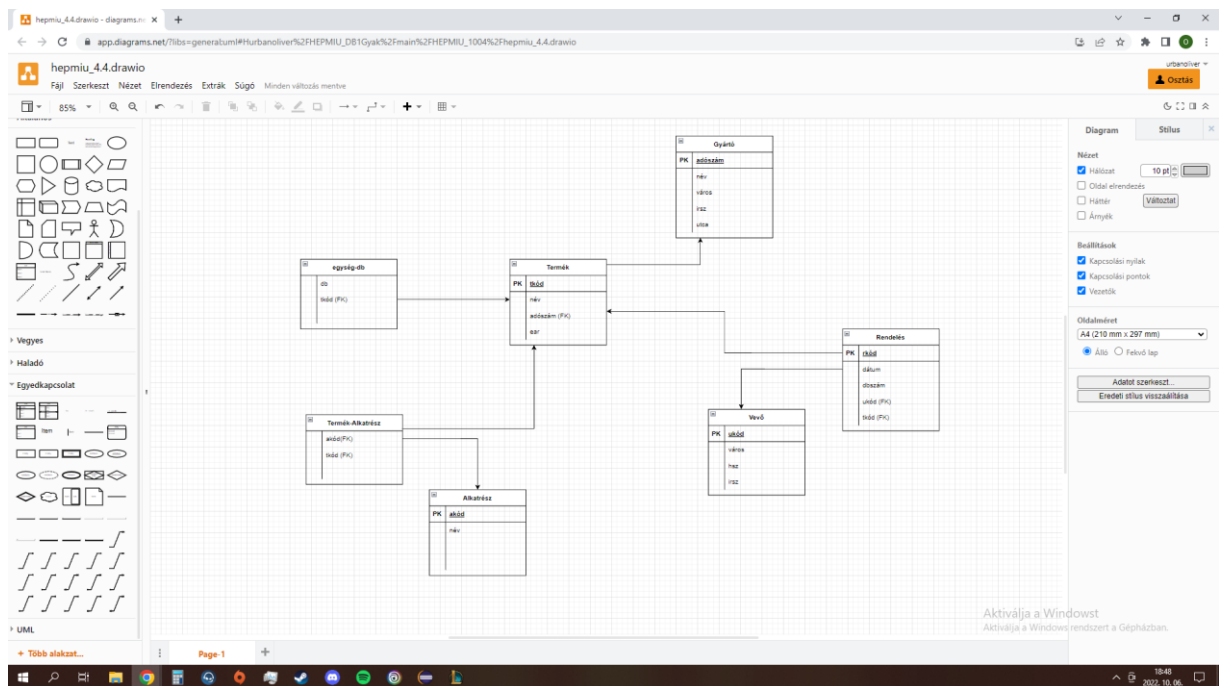 hepmiu_4.4.drawio - diagrams.ne
app.diagrams.net/?libs=general;uml#Hurbanoliver%2FHEPMIU_DB1Gyak%2Fmain%2FHEPMIU_1004%2Fhepmiu_4.4.drawio
O
hepmiu_4.4.drawio
urbanoliver
Fájl Szerkeszt Nézet Elrendezés Extrák Súgó Minden változás mentve
Osztás
85%
Vegyes
Haladó
Egyedkapcsolat
Item
UML
+ Több alakzat...
Gyártó
PK adószám
név
város
irsz
utca
egység-db
db
tkód (FK)
Termék
PK tkód
név
adószám (FK)
ear
Rendelés
PK rkód
dátum
dbszám
ukód (FK)
tkód (FK)
Termék-Alkatrész
akód(FK)
tkód (FK)
Vevő
PK ukód
város
hsz
irsz
Alkatrész
PK akód
név
Diagram Stílus
Nézet
Hálózat 10 pt
Oldal elrendezés
Háttér Változtat
Árnyék
Beállítások
Kapcsolási nyilak
Kapcsolási pontok
Vezetők
Oldalméret
A4 (210 mm x 297 mm)
Álló Fekvő lap
Adatot szerkeszt...
Eredeti stílus visszaálítása
Aktiválja a Windowst
Aktiválja a Windows rendszert a Gépházban.
Page-1
18:48
2022. 10. 06.